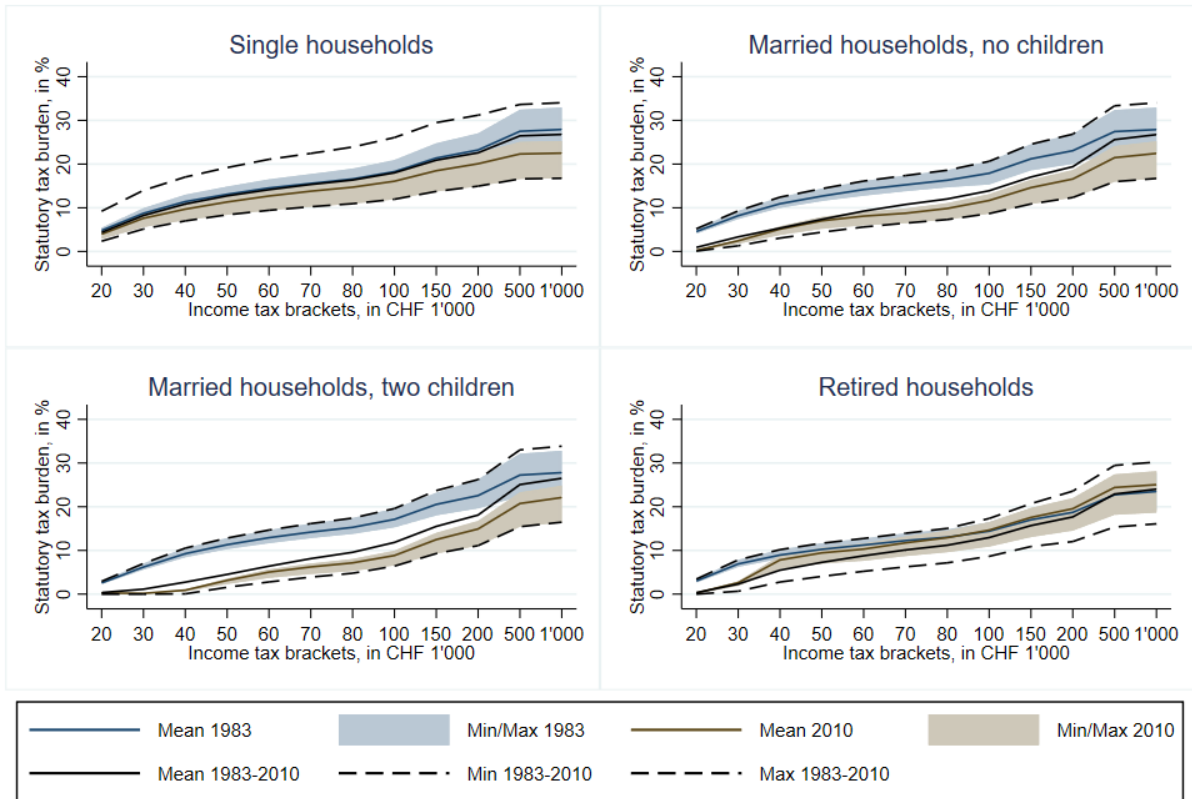 Single households
Statutory tax burden, in %
0 10 20 30 40
20 30 40 50 60 70 80 100 150 200 500 1'000
Income tax brackets, in CHF 1'000
Married households, no children
Statutory tax burden, in %
0 10 20 30 40
20 30 40 50 60 70 80 100 150 200 500 1'000
Income tax brackets, in CHF 1'000
Married households, two children
Statutory tax burden, in %
0 10 20 30 40
20 30 40 50 60 70 80 100 150 200 500 1'000
Income tax brackets, in CHF 1'000
Retired households
Statutory tax burden, in %
0 10 20 30 40
20 30 40 50 60 70 80 100 150 200 500 1'000
Income tax brackets, in CHF 1'000
Mean 1983 Min/Max 1983 Mean 2010 Min/Max 2010
Mean 1983-2010 Min 1983-2010 Max 1983-2010